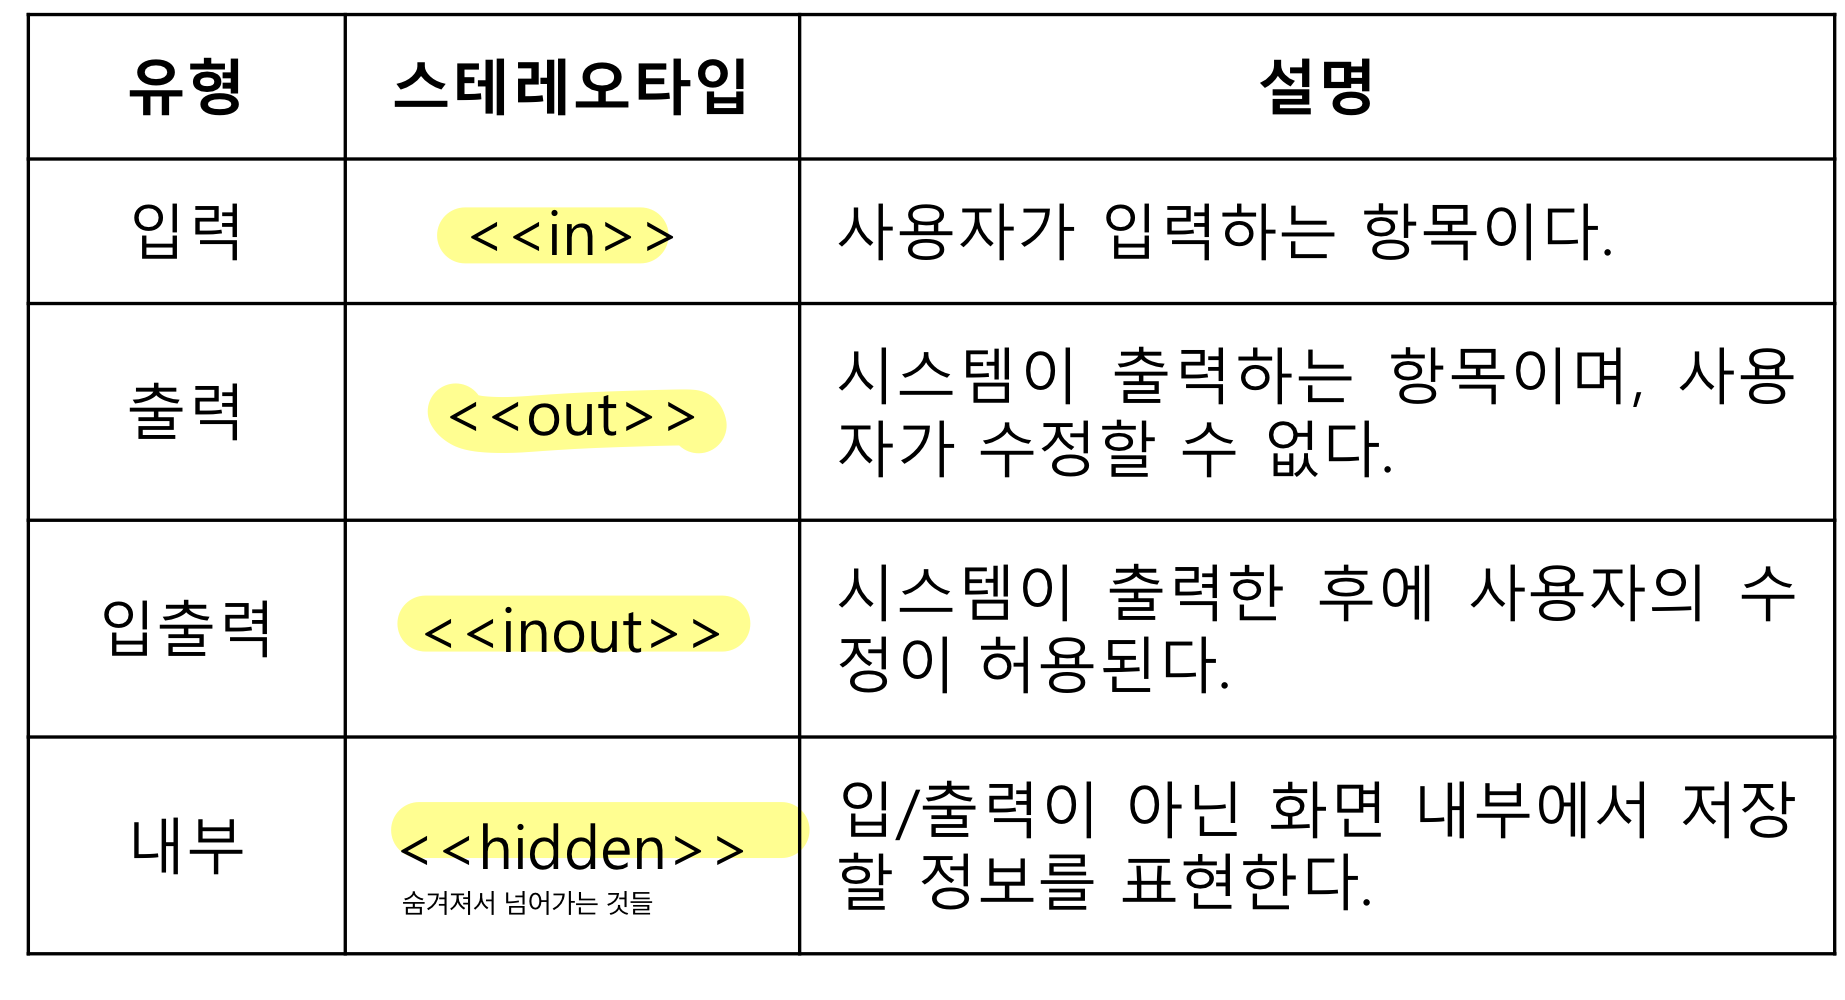 유형 스테레오타입 설명
입력 <<in>> 사용자가 입력하는 항목이다.
출력 <<out>> 시스템이 출력하는 항목이며, 사용
자가 수정할 수 없다.
입출력 <<inout>> 시스템이 출력한 후에 사용자의 수
정이 허용된다.
내부 <<hidden>> 입/출력이 아닌 화면 내부에서 저장
할 정보를 표현한다.
숨겨져서 넘어가는 것들